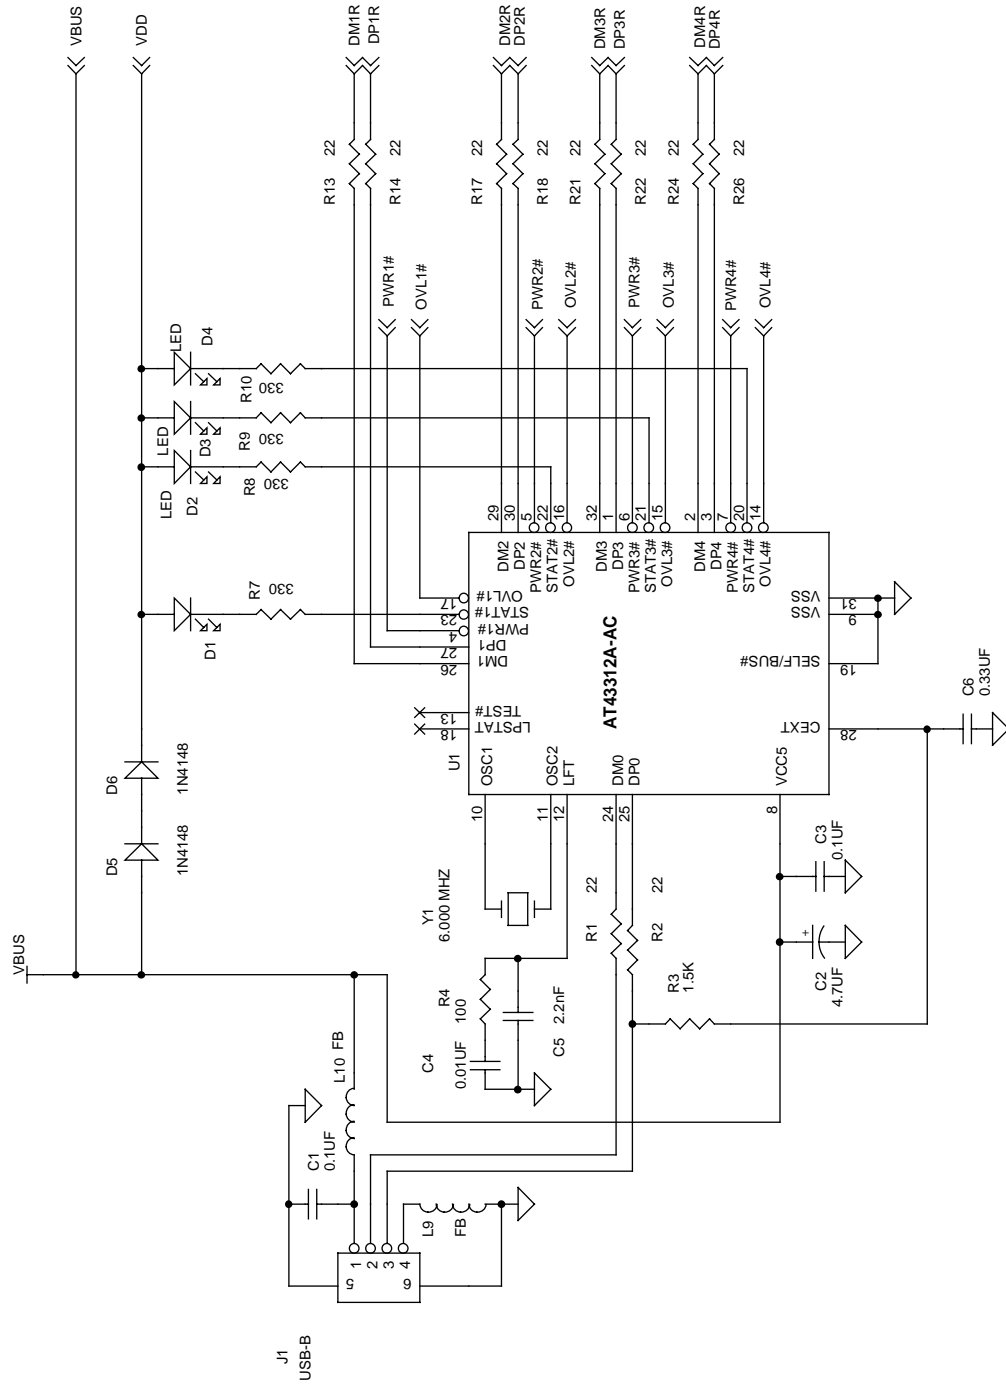 VBUS
VDD
DM1R
DP1R
DM2R
DP2R
DM3R
DP3R
DM4R
DP4R
R13 22
R14 22
R17 22
R18 22
R21 22
R22 22
R24 22
R26 22
PWR1#
OVL1#
PWR2#
OVL2#
PWR3#
OVL3#
PWR4#
OVL4#
LED
D4
R10
330
LED
D3
R9
330
LED
D2
R8
330
D1
R7
330
D6
1N4148
D5
1N4148
VBUS
U1
AT43312A-AC
29 DM2
30 DP2
5 PWR2#
22 STAT2#
16 OVL2#
32 DM3
1 DP3
6 PWR3#
21 STAT3#
15 OVL3#
2 DM4
3 DP4
7 PWR4#
20 STAT4#
14 OVL4#
17 OVL1#
23 STAT1#
4 PWR1#
27 DP1
26 DM1
13 TEST#
18 LPSTAT
10 OSC1
11 OSC2
12 LFT
24 DM0
25 DP0
8 VCC5
28 CEXT
19 SELF/BUS#
9 VSS
31 VSS
C6
0.33UF
Y1
6.000 MHZ
R1 22
R2 22
R3
1.5K
C3
0.1UF
+
C2
4.7UF
R4
100
C4
0.01UF
C5 2.2nF
L10 FB
C1
0.1UF
L9
FB
1
2
3
4
5
6
J1
USB-B